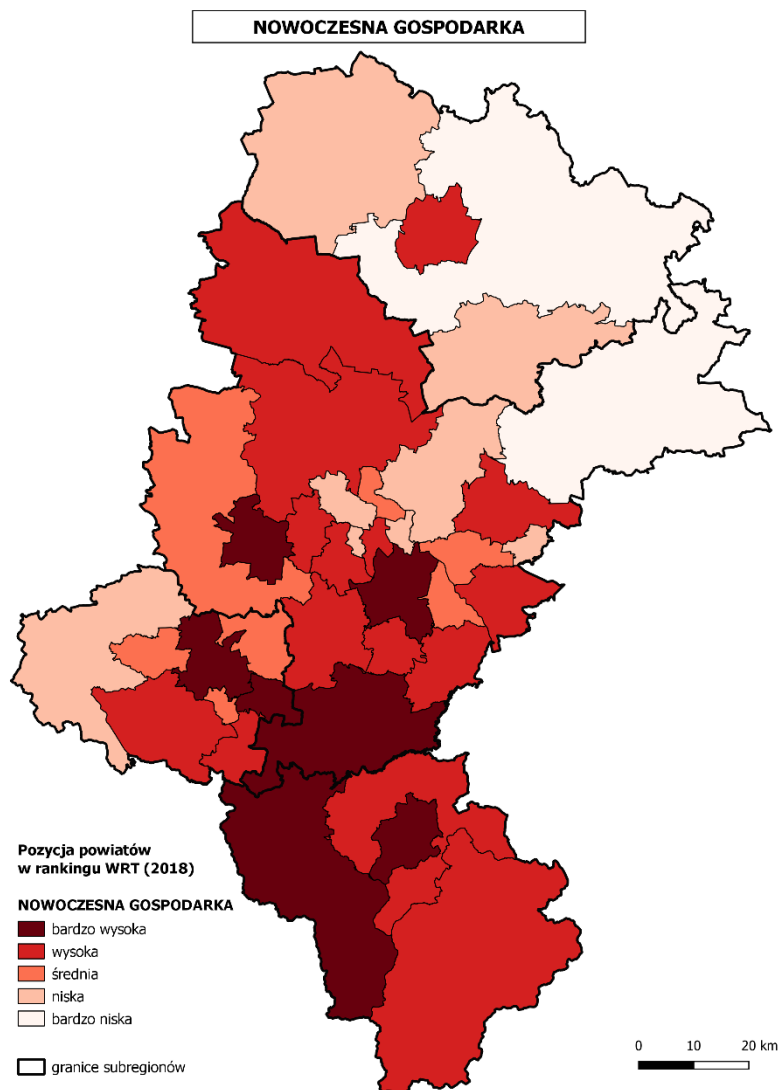 NOWOCZESNA GOSPODARKA
Pozycja powiatów
w rankingu WRT (2018)
NOWOCZESNA GOSPODARKA
bardzo wysoka
wysoka
średnia
niska
bardzo niska
granice subregionów
0 10 20 km